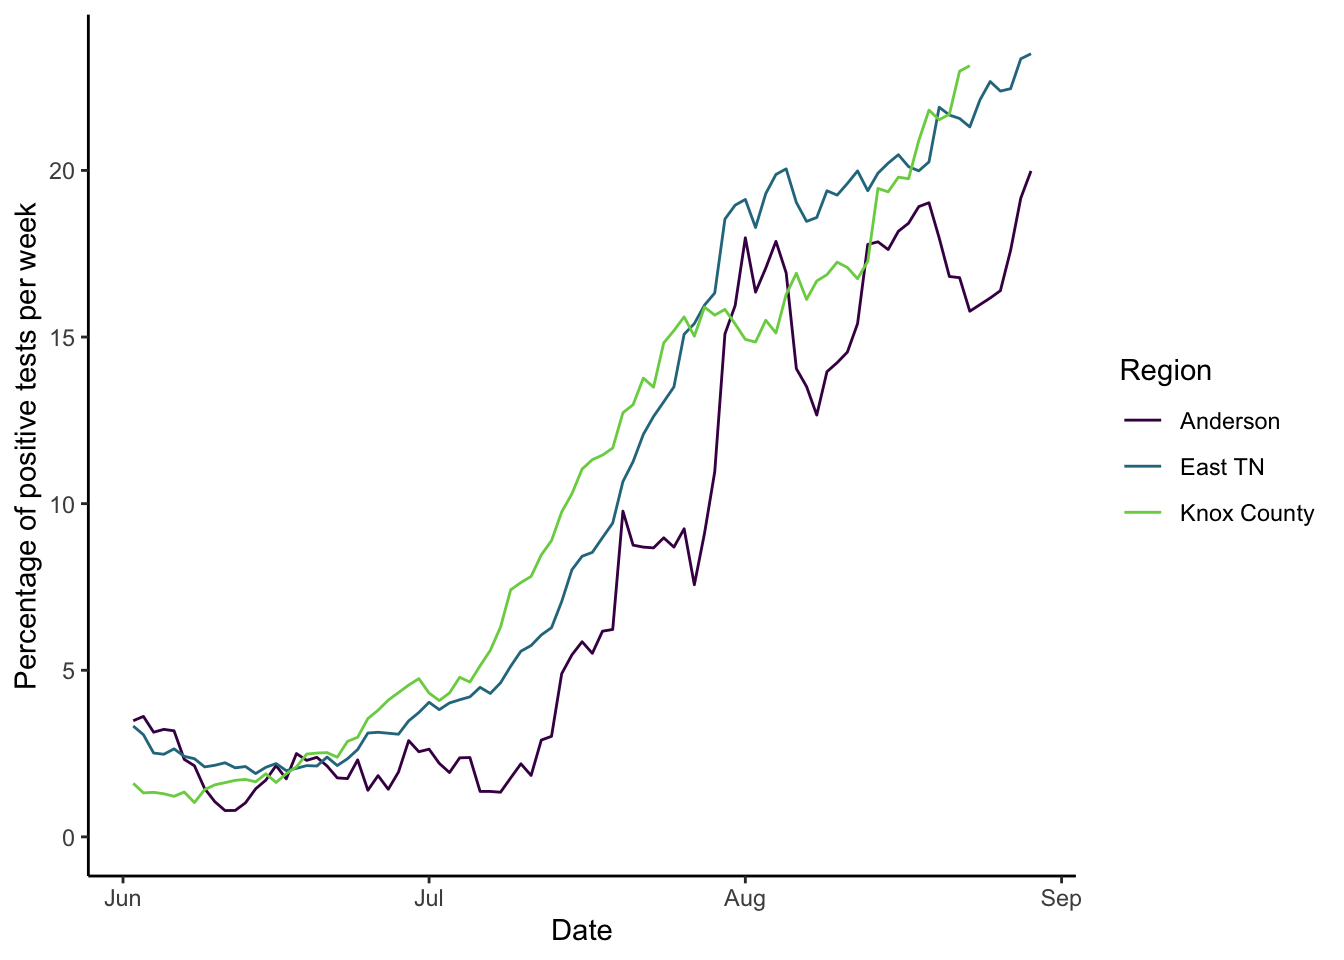 Percentage of positive tests per week
20
15
10
5
0
Jun
Jul
Aug
Sep
Date
Region
Anderson
East TN
Knox County